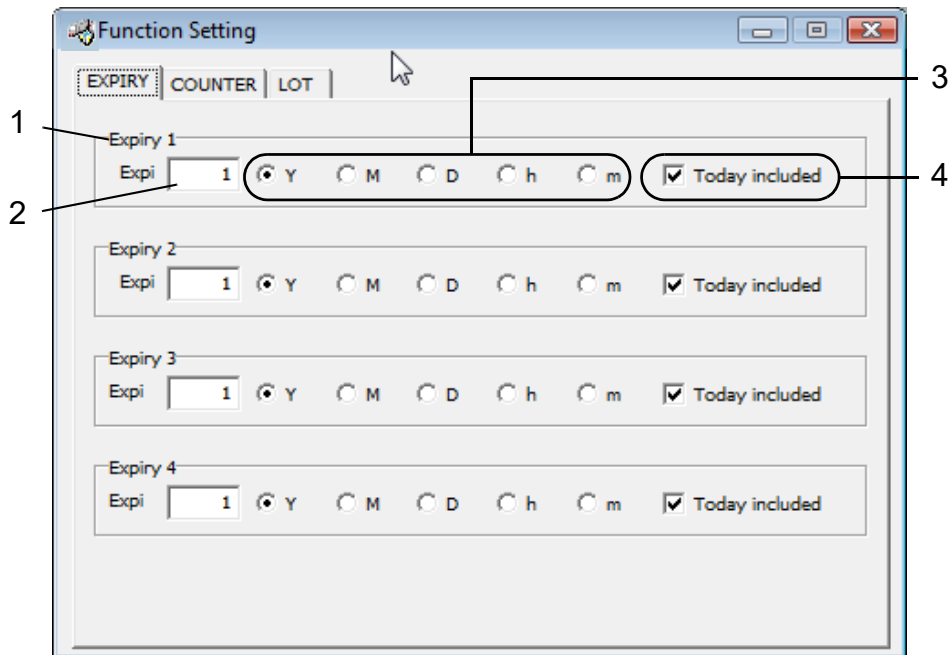 Function Setting
EXPIRY COUNTER LOT
3
1
Expiry 1
Expi 1 Y M D h m Today included
4
2
Expiry 2
Expi 1 Y M D h m Today included
Expiry 3
Expi 1 Y M D h m Today included
Expiry 4
Expi 1 Y M D h m Today included